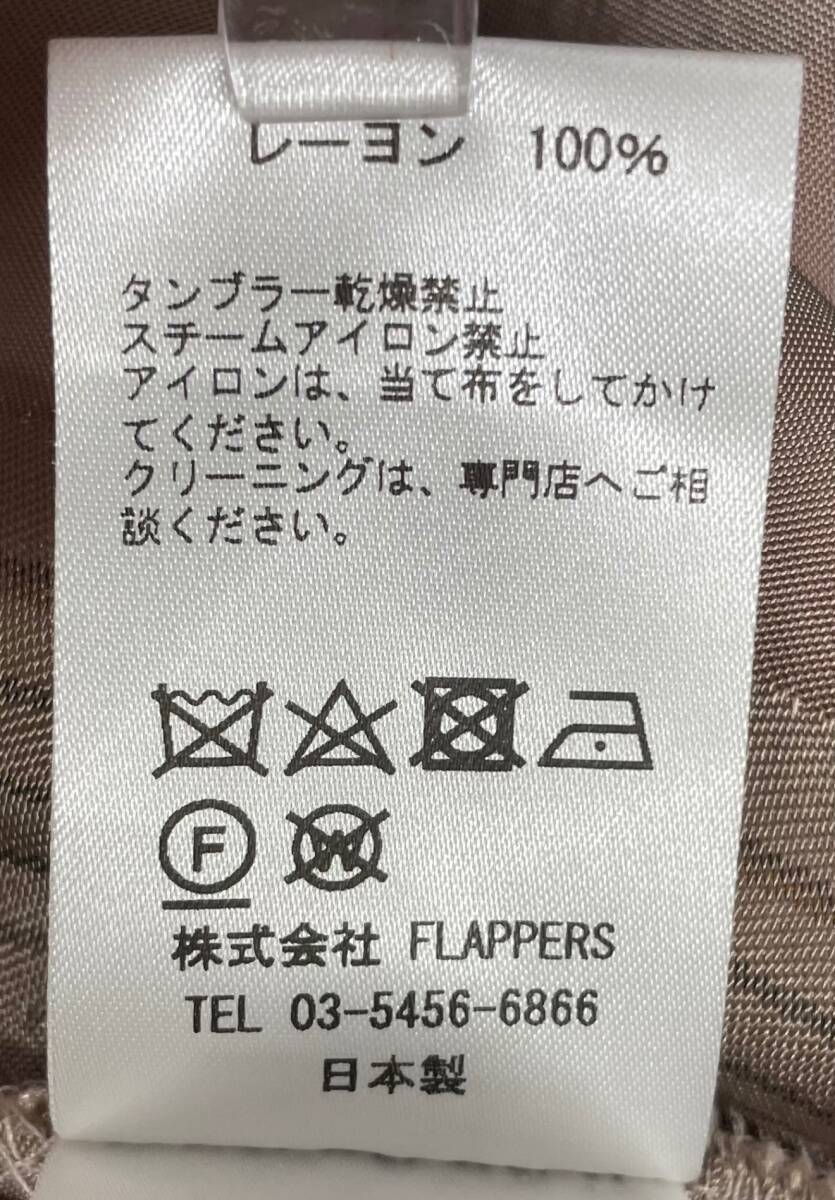 レーヨン 100%
タンブラー乾燥禁止
スチームアイロン禁止
アイロンは、当て布をしてかけ
てください。
クリーニングは、専門店へご相
談ください。
F W
株式会社 FLAPPERS
TEL 03-5456-6866
日本製